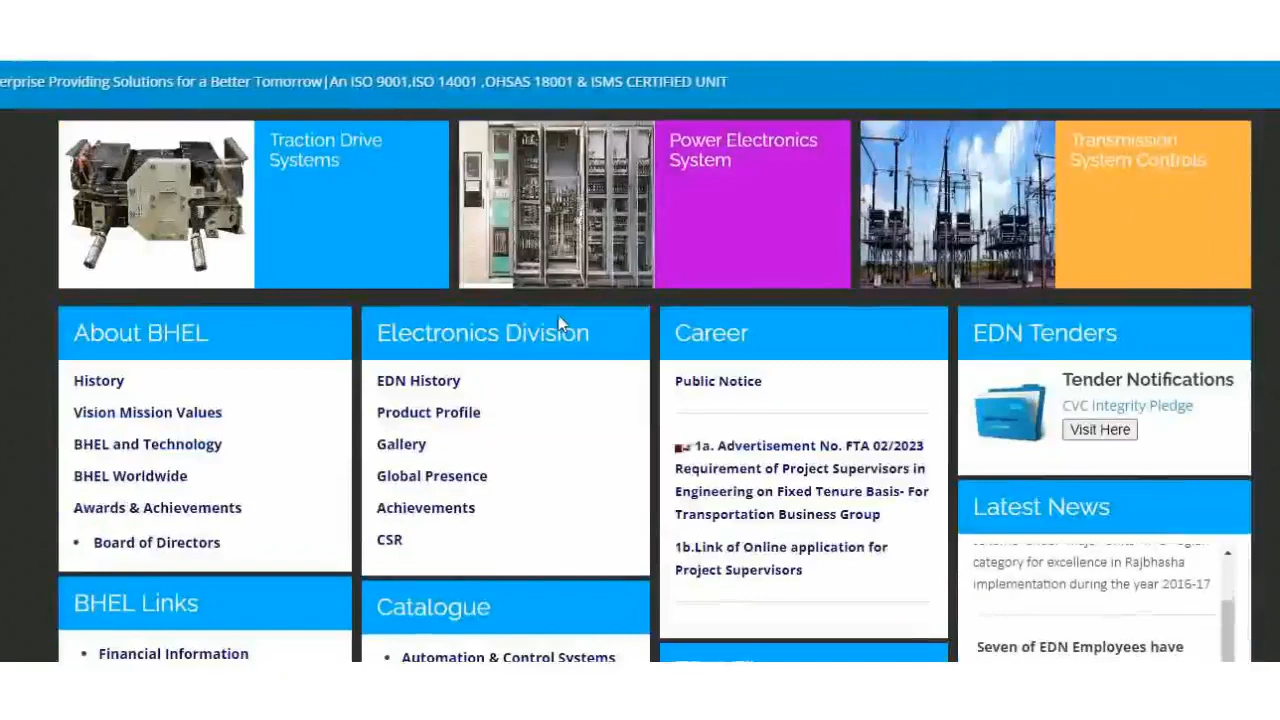 erprise Providing Solutions for a Better Tomorrow|An ISO 9001,ISO 14001 ,OHSAS 18001 & ISMS CERTIFIED UNIT
Traction Drive
Systems
Power Electronics
System
Transmission
System Controls
About BHEL
History
Vision Mission Values
BHEL and Technology
BHEL Worldwide
Awards & Achievements
• Board of Directors
BHEL Links
• Financial Information
Electronics Division
EDN History
Product Profile
Gallery
Global Presence
Achievements
CSR
Catalogue
• Automation & Control Systems
Career
Public Notice
1a. Advertisement No. FTA 02/2023
Requirement of Project Supervisors in
Engineering on Fixed Tenure Basis- For
Transportation Business Group
1b.Link of Online application for
Project Supervisors
EDN Tenders
Tender Notifications
CVC Integrity Pledge
Visit Here
Latest News
category for excellence in Rajbhasha
implementation during the year 2016-17
Seven of EDN Employees have